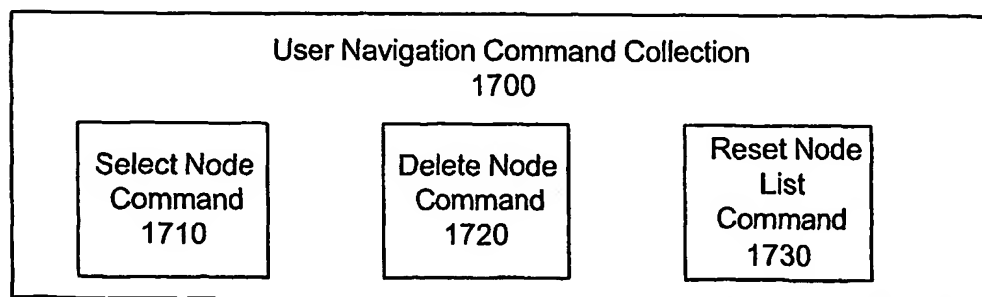 User Navigation Command Collection
1700
Select Node
Command
1710
Delete Node
Command
1720
Reset Node
List
Command
1730